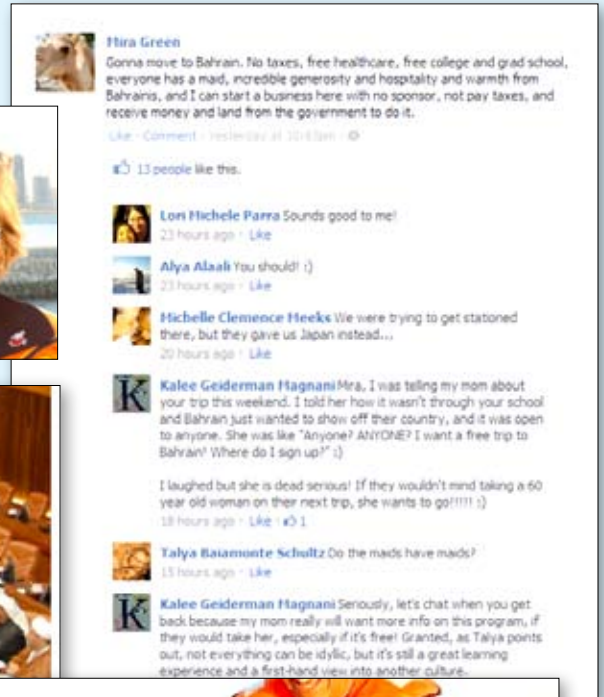 Mira Green
Gonna move to Bahrain. No taxes, free healthcare, free college and grad school,
everyone has a maid, incredible generosity and hospitality and warmth from
Bahrainis, and I can start a business here with no sponsor, not pay taxes, and
receive money and land from the government to do it.
Like · Comment · Yesterday at
13 people like this.
Lori Michele Parra Sounds good to me!
23 hours ago · Like
Alya Alaali You should! :)
23 hours ago · Like
Michelle Clemence Meeks We were trying to get stationed
there, but they gave us Japan instead...
20 hours ago · Like
Kalee Geiderman Magnani Mira, I was telling my mom about
your trip this weekend. I told her how it wasn't through your school
and Bahrain just wanted to show off their country, and it was open
to anyone. She was like "Anyone? ANYONE? I want a free trip to
Bahrain! Where do I sign up?" :)
I laughed but she is dead serious! If they wouldn't mind taking a 60
year old woman on their next trip, she wants to go!!!!! :)
18 hours ago · Like · 1
Talya Baiamonte Schultz Do the maids have maids?
15 hours ago · Like
Kalee Geiderman Magnani Seriously, let's chat when you get
back because my mom really will want more info on this program, if
they would take her, especially if it's free! Granted, as Talya points
out, not everything can be idyllic, but it's still a great learning
experience and a first-hand view into another culture.
K
K